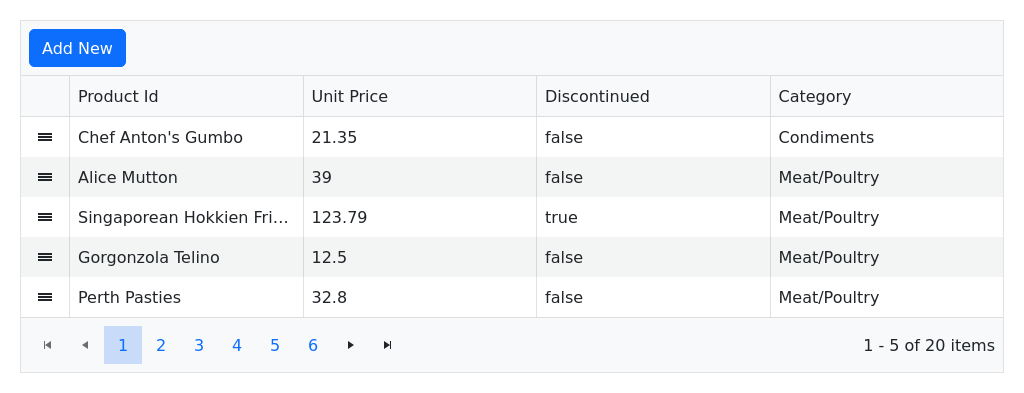 Add New
Product Id Unit Price Discontinued Category
Chef Anton's Gumbo 21.35 false Condiments
Alice Mutton 39 false Meat/Poultry
Singaporean Hokkien Fri... 123.79 true Meat/Poultry
Gorgonzola Telino 12.5 false Meat/Poultry
Perth Pasties 32.8 false Meat/Poultry
1 2 3 4 5 6 1 - 5 of 20 items